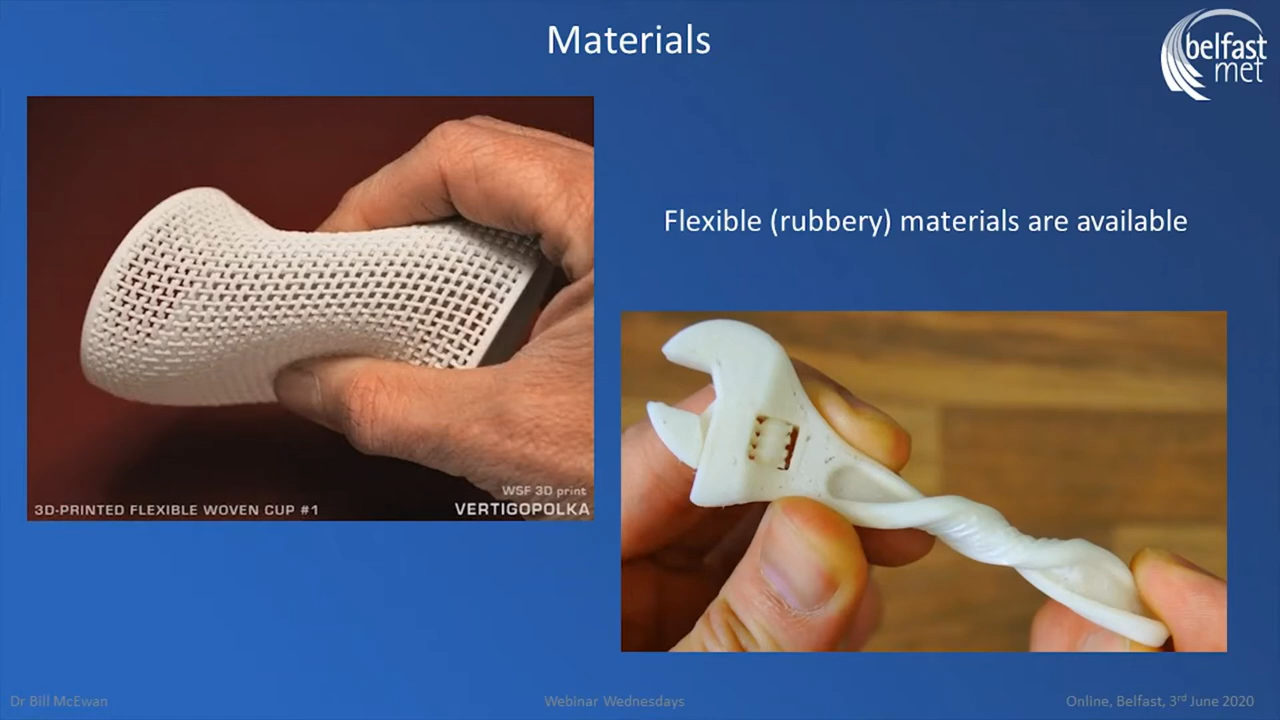 Materials
belfast
met
Flexible (rubbery) materials are available
WSF 3D print
3D-PRINTED FLEXIBLE WOVEN CUP #1
VERTIGOPOLKA
Dr Bill McEwan
Webinar Wednesdays
Online, Belfast, 3rd June 2020